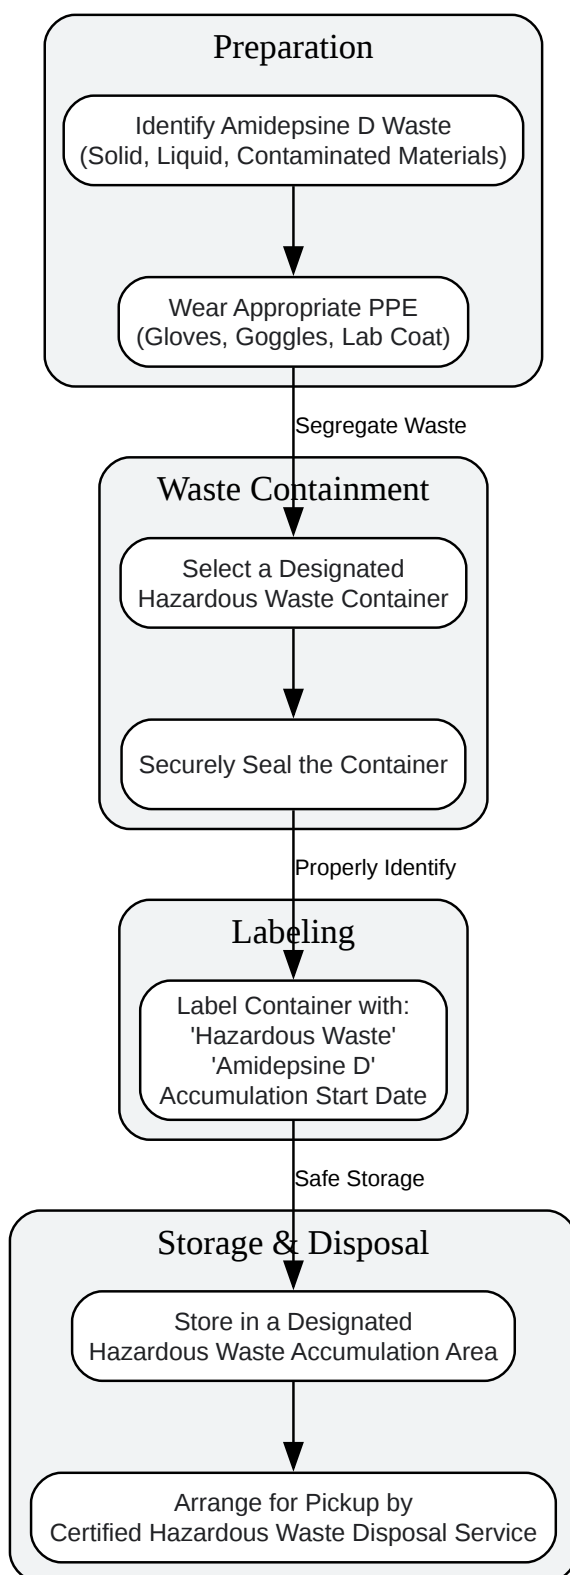 Preparation
Identify Amidepsine D Waste
(Solid, Liquid, Contaminated Materials)
Wear Appropriate PPE
(Gloves, Goggles, Lab Coat)
Segregate Waste
Waste Containment
Select a Designated
Hazardous Waste Container
Securely Seal the Container
Properly Identify
Labeling
Label Container with:
'Hazardous Waste'
'Amidepsine D'
Accumulation Start Date
Safe Storage
Storage & Disposal
Store in a Designated
Hazardous Waste Accumulation Area
Arrange for Pickup by
Certified Hazardous Waste Disposal Service